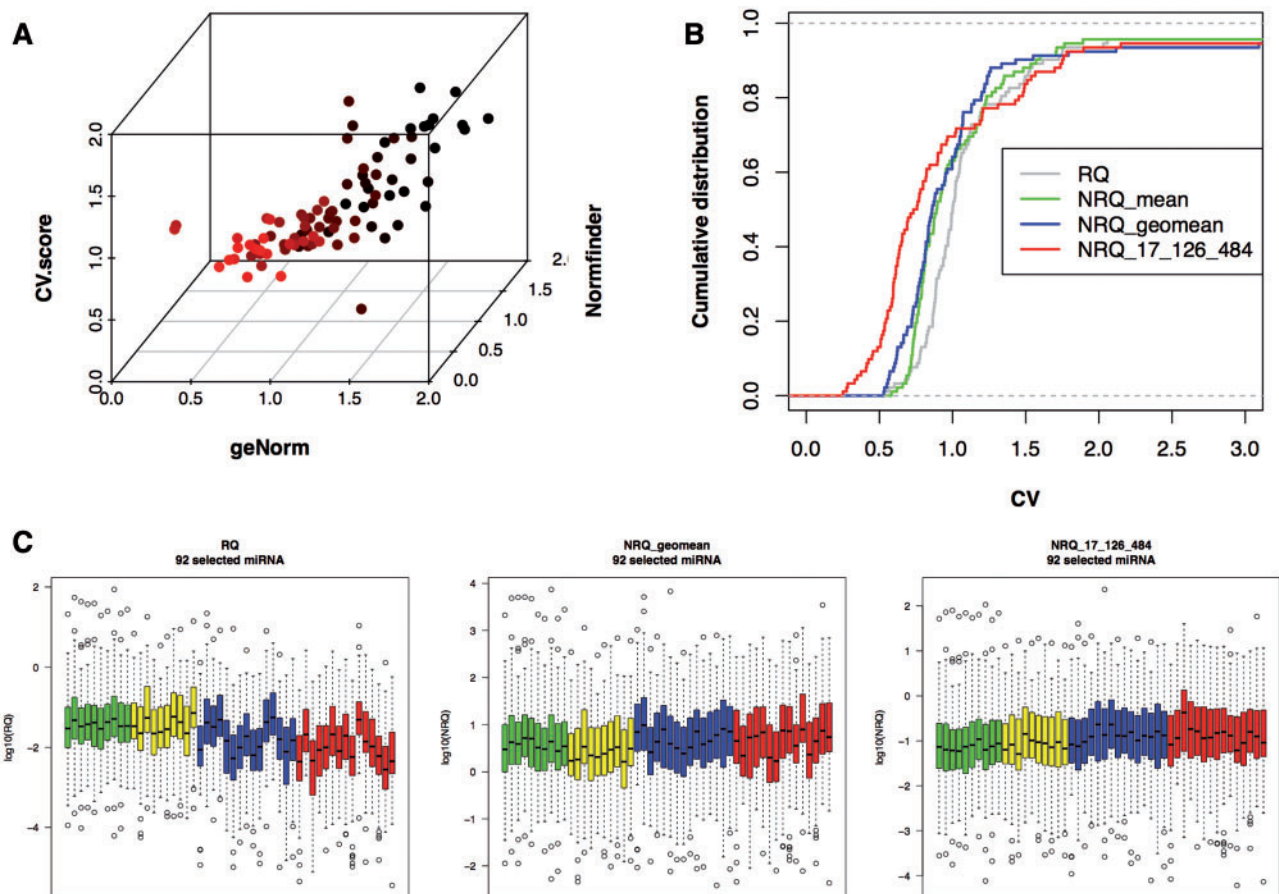 A
CV.score
2.0
1.5
1.0
0.5
0.0
0.0 0.5 1.0 1.5 2.0
geNorm
0.0
0.5
1.0
1.5
Normfinder
B
Cumulative distribution
1.0
0.8
0.6
0.4
0.2
0.0
RQ
NRQ_mean
NRQ_geomean
NRQ_17_126_484
0.0 0.5 1.0 1.5 2.0 2.5 3.0
CV
C
RQ
92 selected miRNA
log10(RQ)
2
0
−2
−4
NRQ_geomean
92 selected miRNA
log10(NRQ)
4
3
2
1
0
−1
−2
NRQ_17_126_484
92 selected miRNA
log10(NRQ)
2
1
0
−1
−2
−3
−4